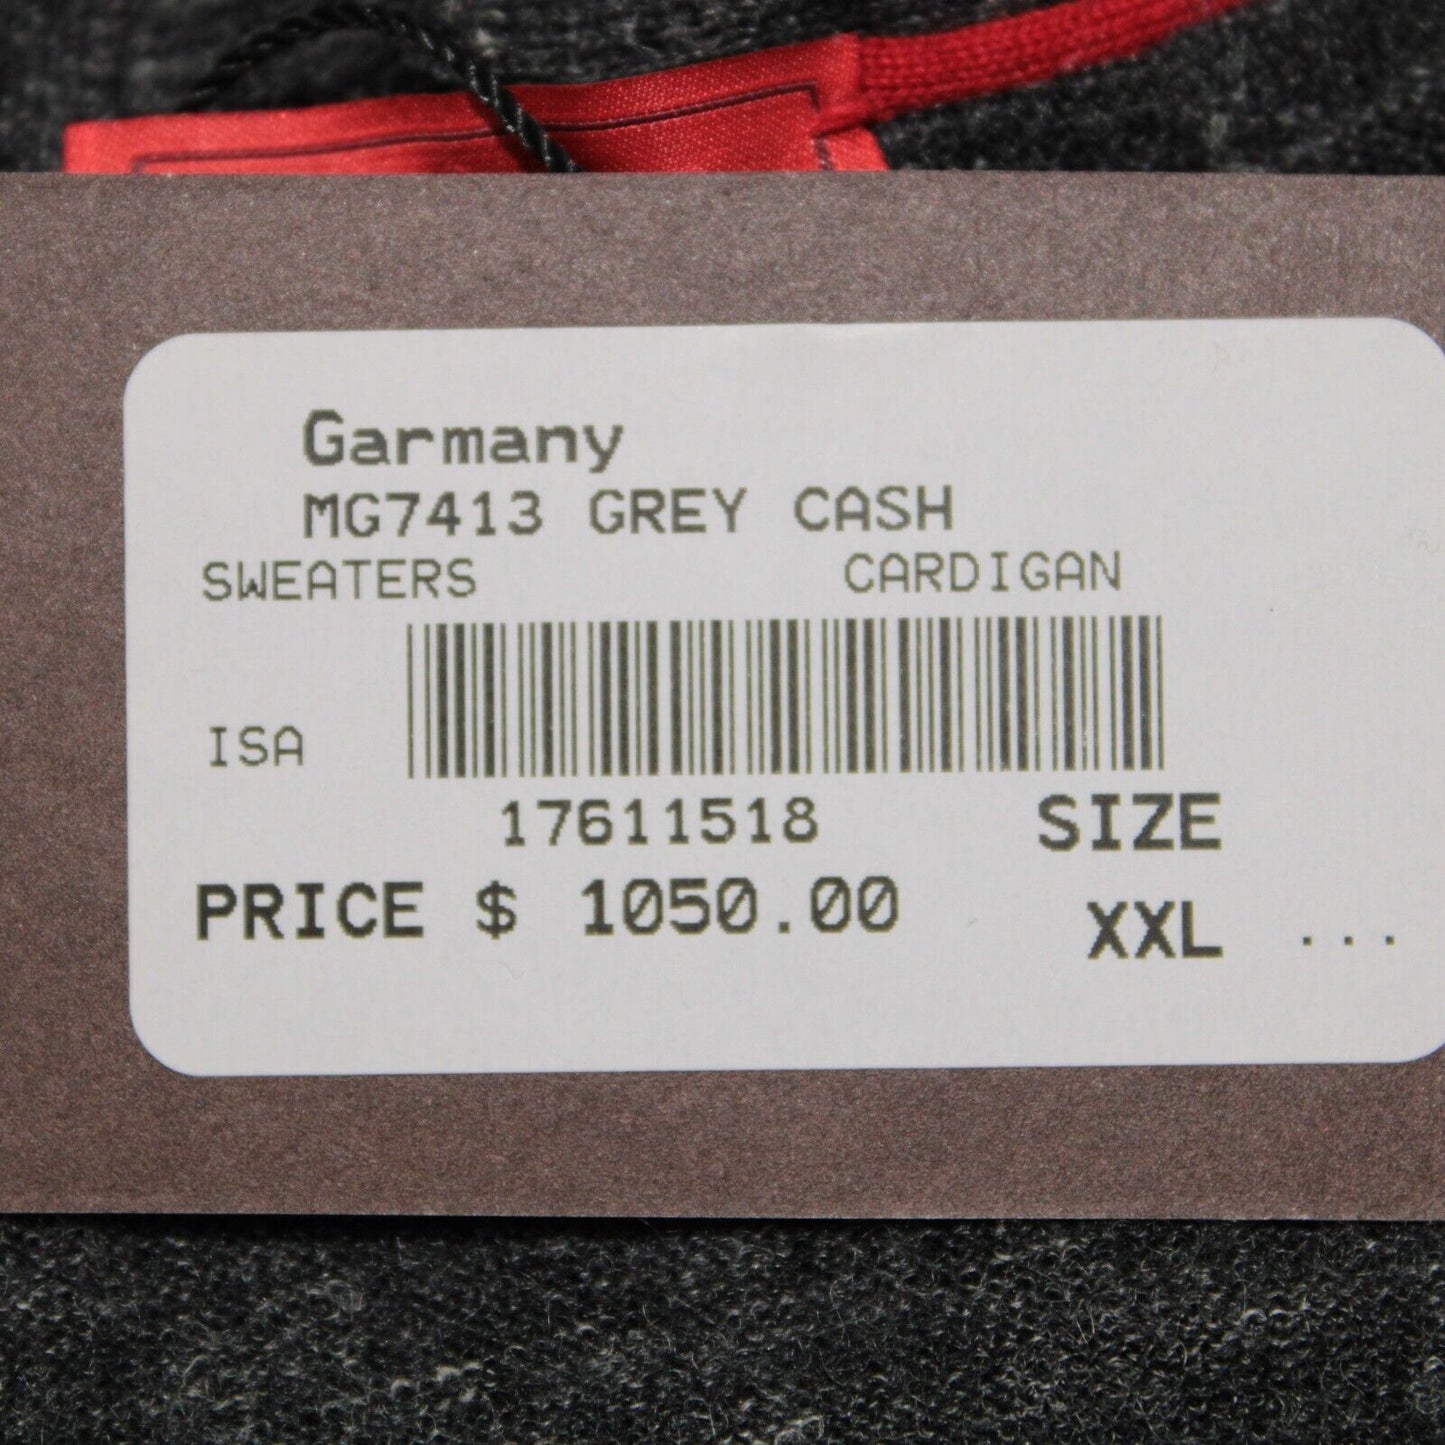 Garmany
MG7413 GREY CASH
SWEATERS CARDIGAN
ISA
17611518 SIZE
PRICE $ 1050.00 XXL ...